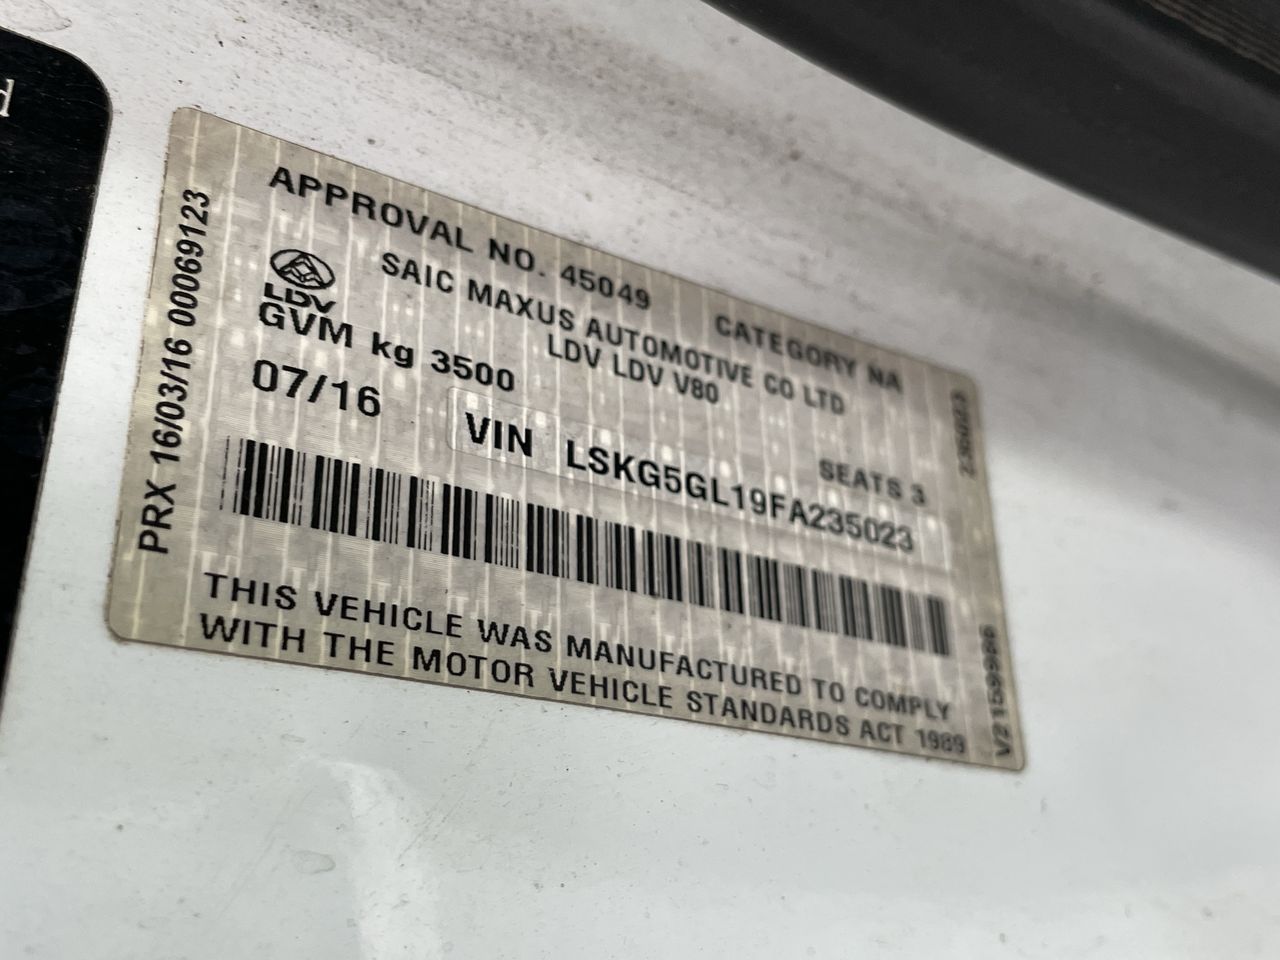 d
APPROVAL NO. 45049 CATEGORY NA
SAIC MAXUS AUTOMOTIVE CO LTD
LDV
LDV LDV V80
GVM kg 3500
SEATS 3
07/16
VIN LSKG5GL19FA235023
THIS VEHICLE WAS MANUFACTURED TO COMPLY
WITH THE MOTOR VEHICLE STANDARDS ACT 1989
PRX 16/03/16 00069123